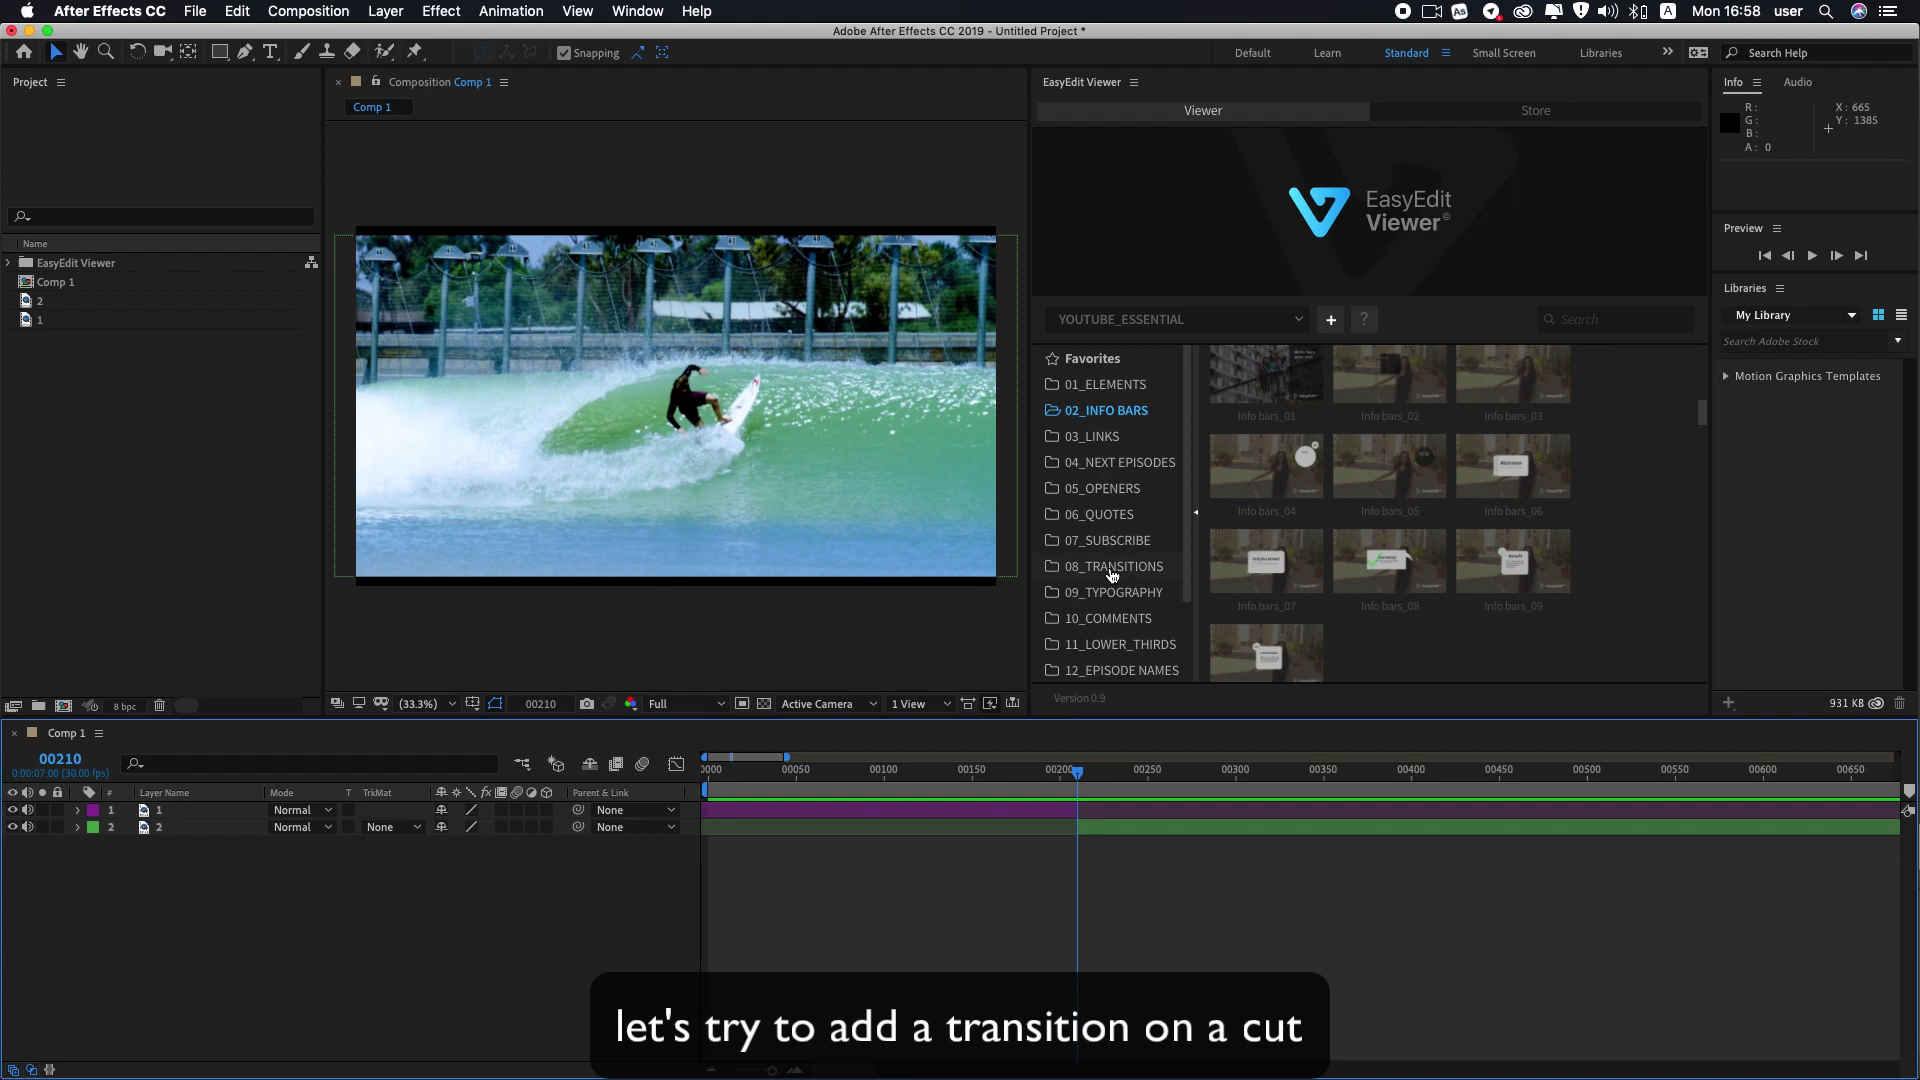 After Effects CC File Edit Composition Layer Effect Animation View Window Help
A Mon 16:58 user
Adobe After Effects CC 2019 - Untitled Project *
Snapping
Default Learn Standard Small Screen Libraries
Search Help
Project
Composition Comp 1
Comp 1
Name
EasyEdit Viewer
Comp 1
2
1
8 bpc
(33.3%) 00210 Full Active Camera 1 View
EasyEdit Viewer
Viewer Store
EasyEdit
Viewer©
YOUTUBE_ESSENTIAL + ? Search
Favorites
01_ELEMENTS
02_INFO BARS
03_LINKS
04_NEXT EPISODES
05_OPENERS
06_QUOTES
07_SUBSCRIBE
08_TRANSITIONS
09_TYPOGRAPHY
10_COMMENTS
11_LOWER_THIRDS
12_EPISODE NAMES
Info bars_01 Info bars_02 Info bars_03
Info bars_04 Info bars_05 Info bars_06
Info bars_07 Info bars_08 Info bars_09
Version 0.9
Info Audio
R: X: 665
G: Y: 1385
B:
A: 0
Preview
Libraries
My Library
Search Adobe Stock
Motion Graphics Templates
931 KB
Comp 1
00210
0:00:07:00 (30.00 fps)
# Layer Name Mode T TrkMat Parent & Link
1 1 Normal None
2 2 Normal None None
0000 00050 00100 00150 00200 00250 00300 00350 00400 00450 00500 00550 00600 00650
let's try to add a transition on a cut